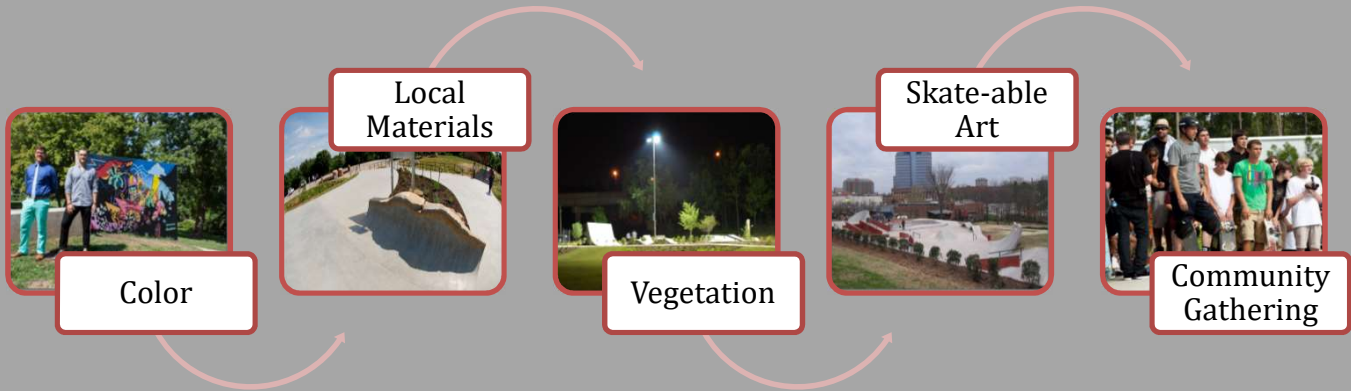 Color
Local
Materials
Vegetation
Skate-able
Art
Community
Gathering